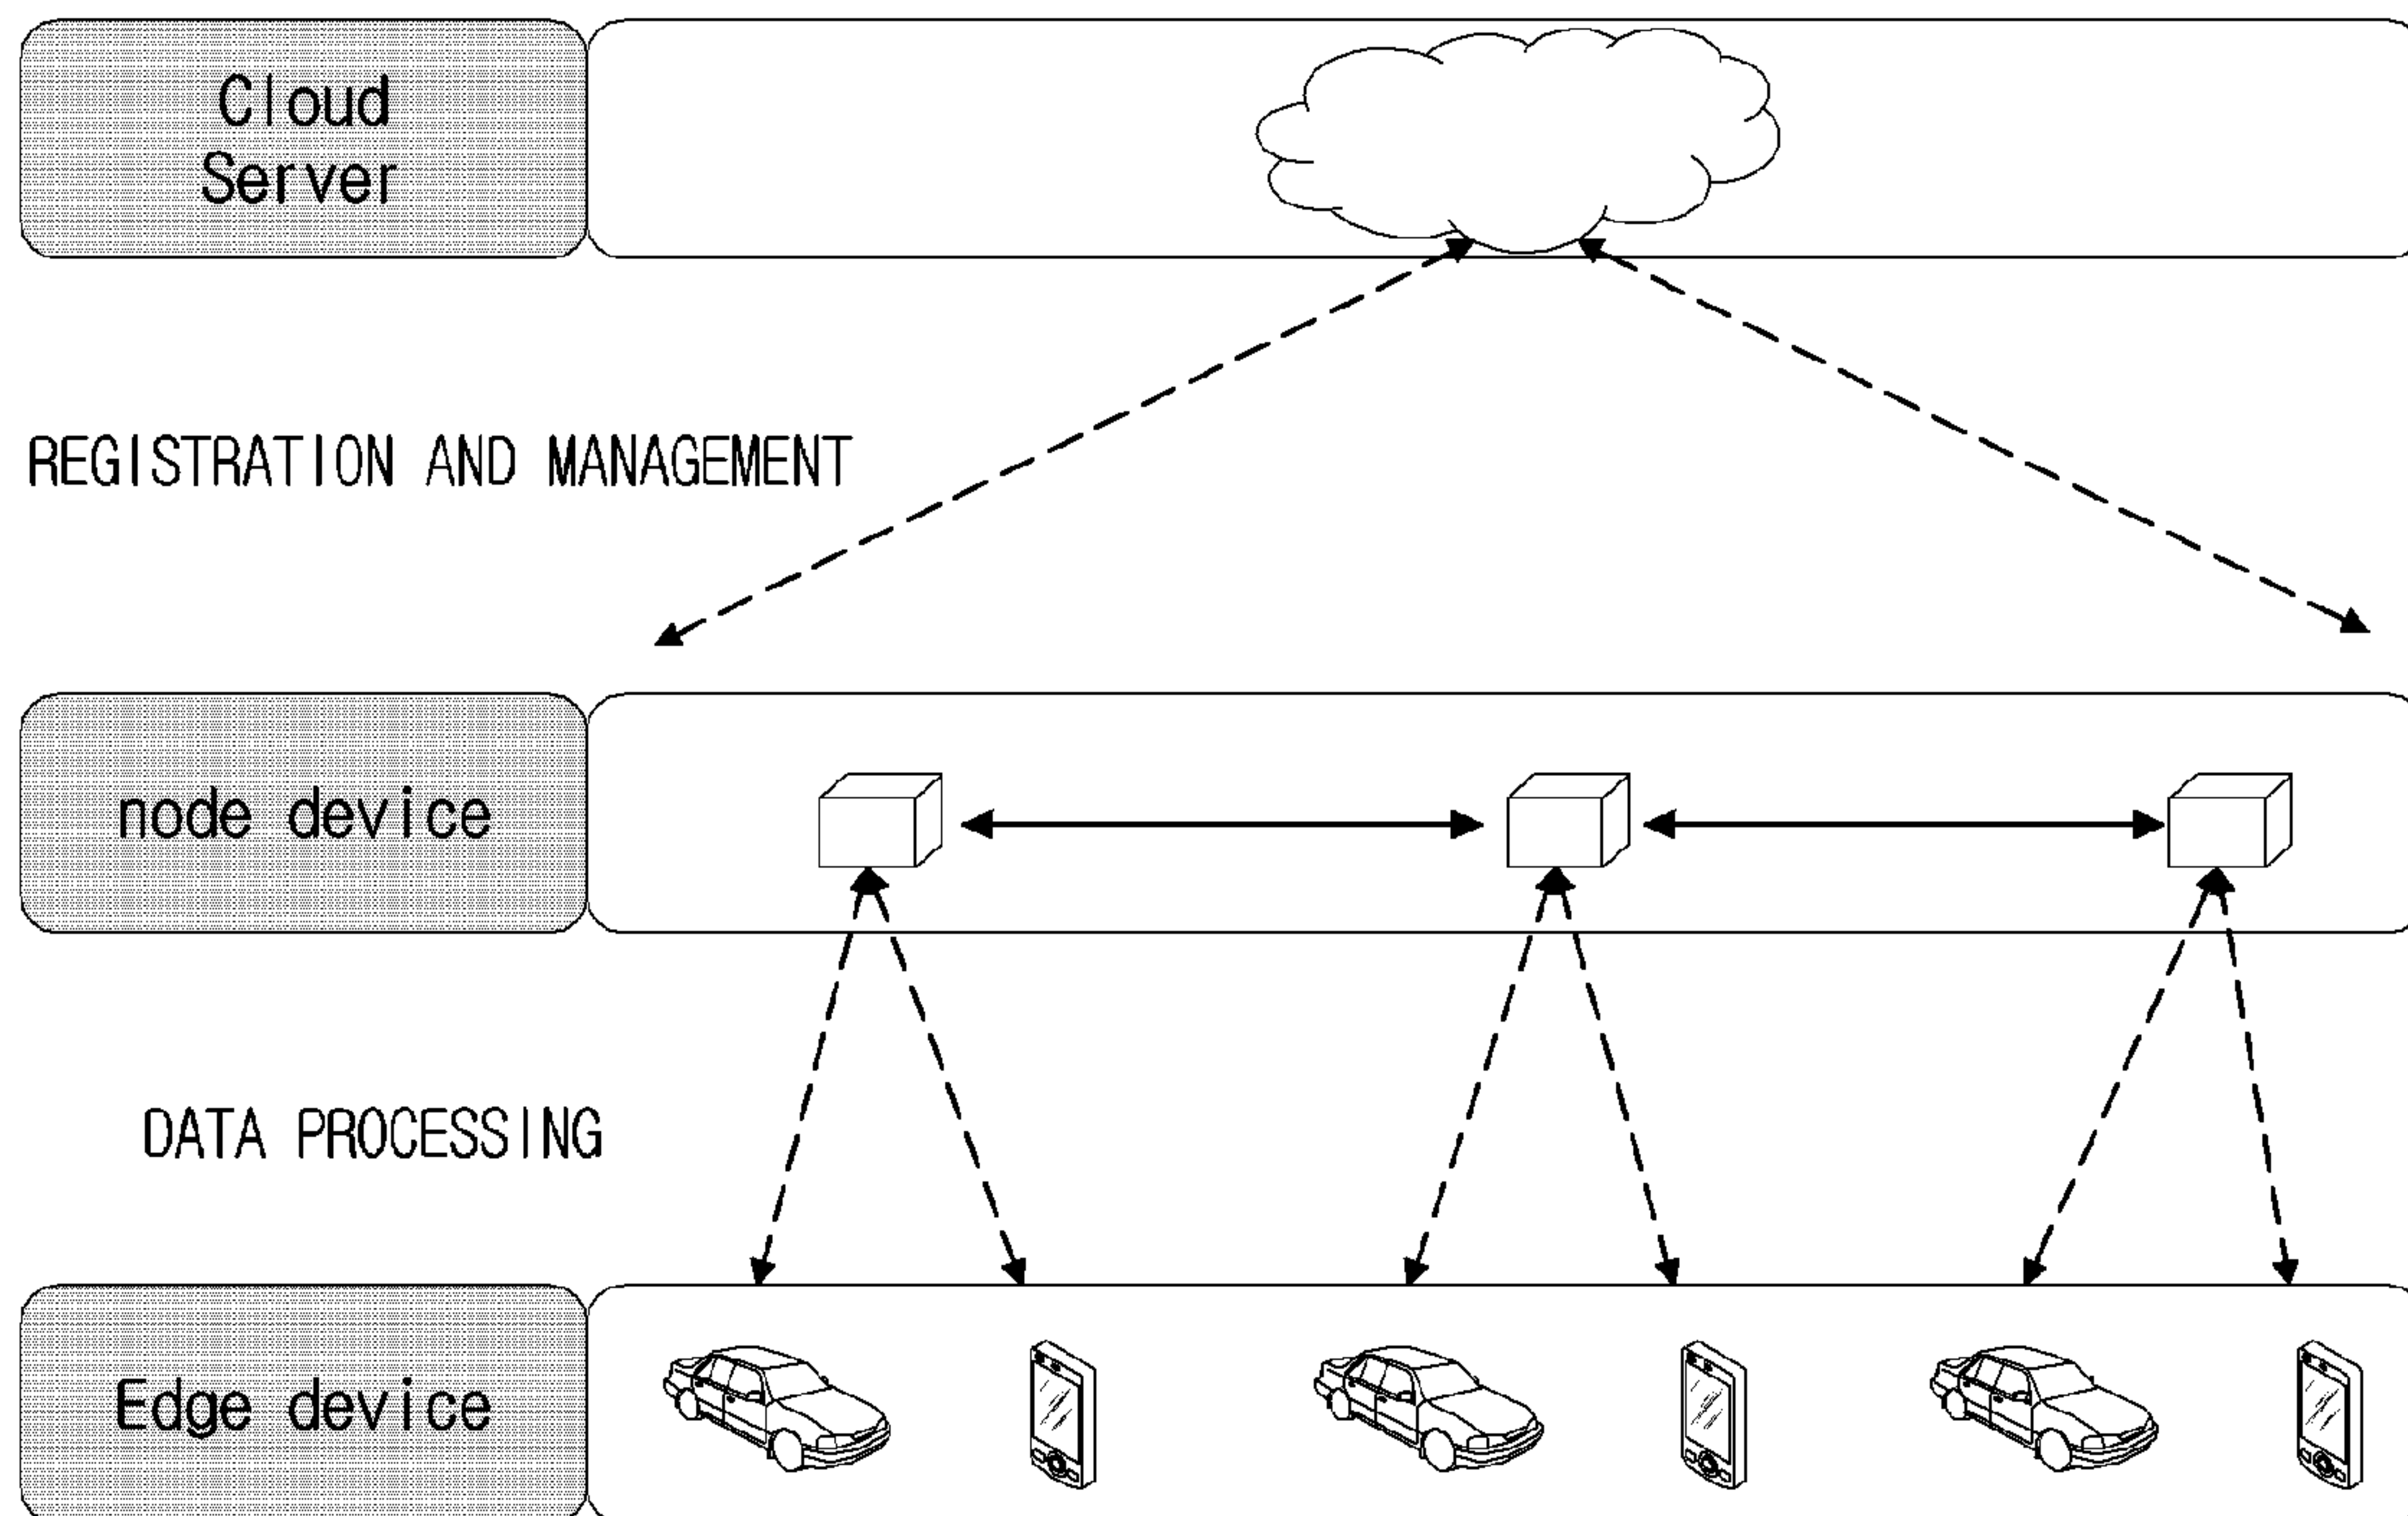 Cloud
Server
REGISTRATION AND MANAGEMENT
node device
DATA PROCESSING
Edge device